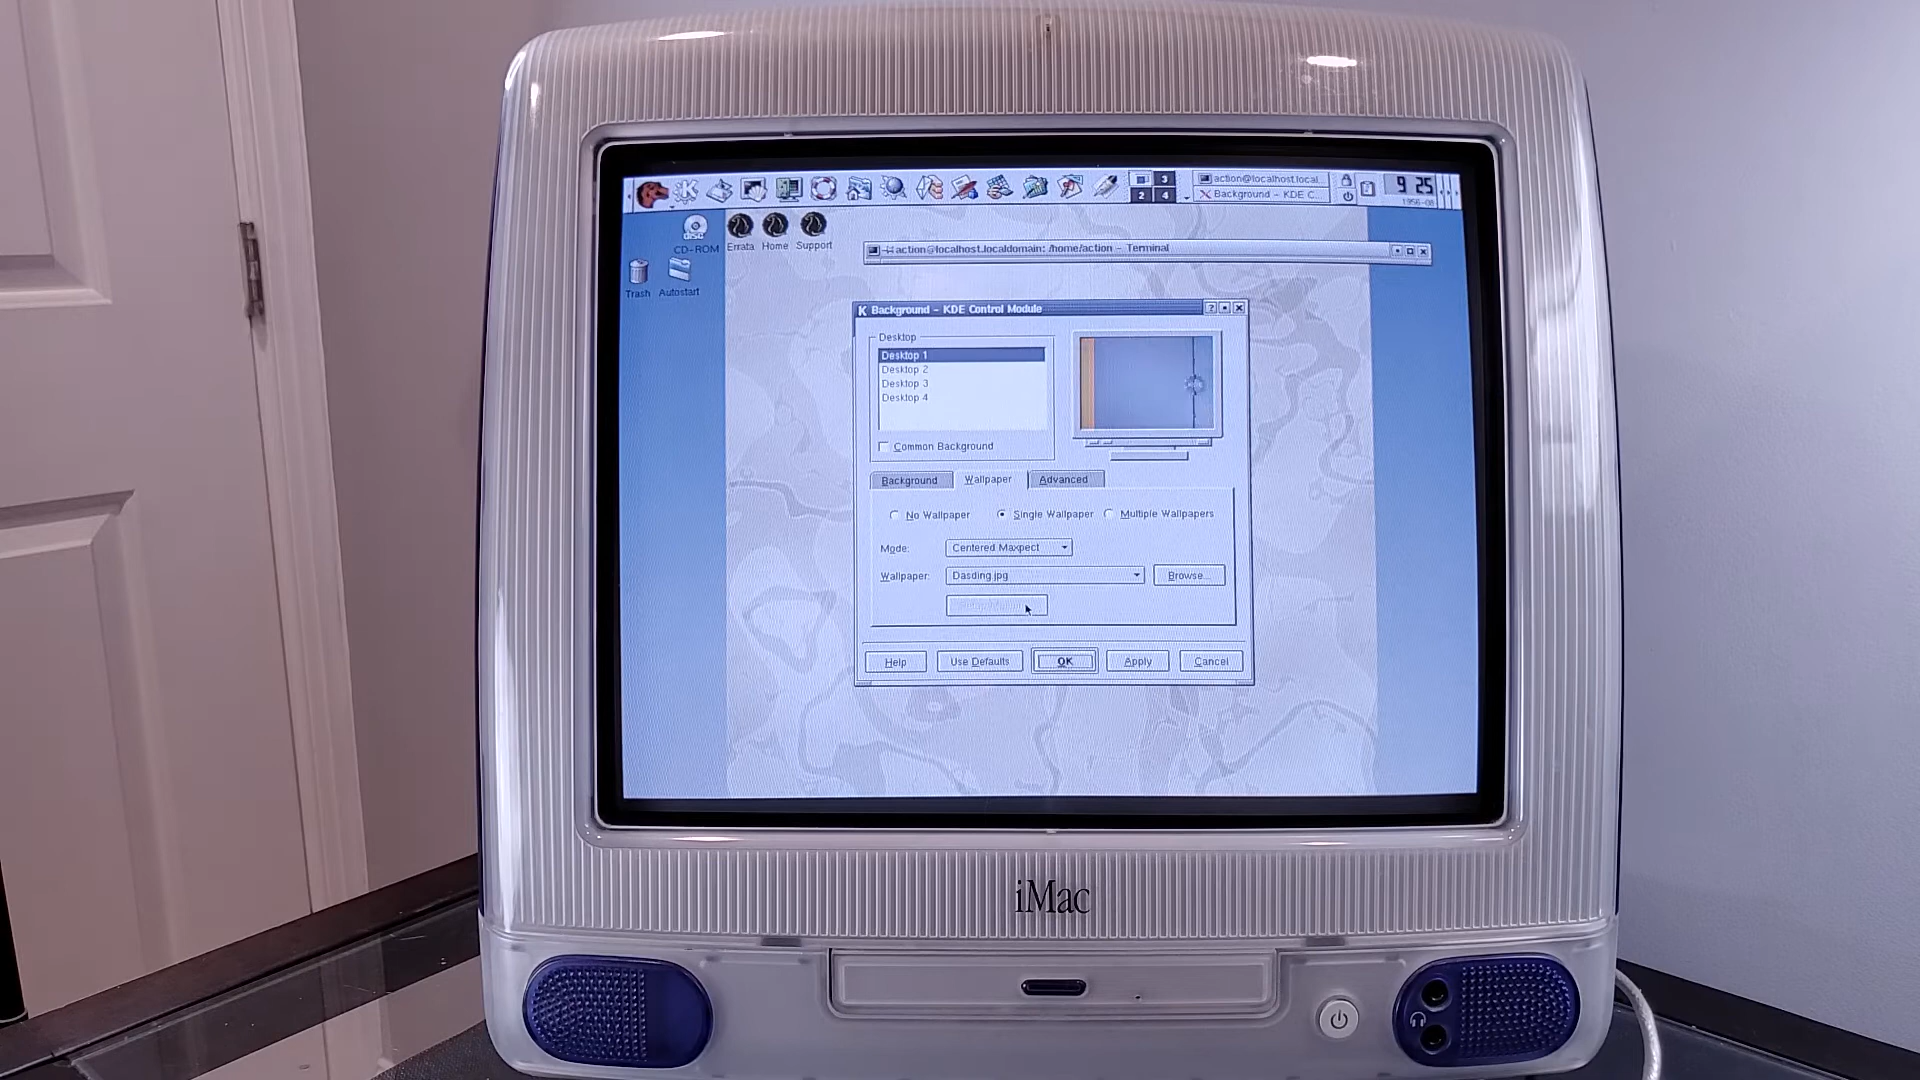 3
2 4
action@localhost.local...
Background - KDE C...
9 25
CD-ROM
Errata
Home
Support
Trash
Autostart
action@localhost.localdomain: /home/action - Terminal
Background - KDE Control Module
Desktop
Desktop 1
Desktop 2
Desktop 3
Desktop 4
Common Background
Background
Wallpaper
Advanced
No Wallpaper
Single Wallpaper
Multiple Wallpapers
Mode:
Centered Maxpect
Wallpaper:
Dasding.jpg
Browse...
Help
Use Defaults
OK
Apply
Cancel
iMac